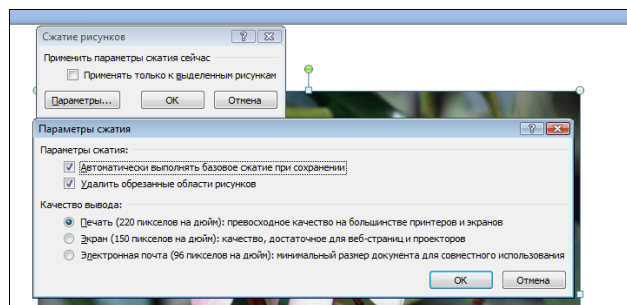 Сжатие рисунков
Применить параметры сжатия сейчас
Применять только к выделенным рисункам
Параметры... ОК Отмена
Параметры сжатия
Параметры сжатия:
Автоматически выполнять базовое сжатие при сохранении
Удалить обрезанные области рисунков
Качество вывода:
Печать (220 пикселов на дюйм): превосходное качество на большинстве принтеров и экранов
Экран (150 пикселов на дюйм): качество, достаточное для веб-страниц и проекторов
Электронная почта (96 пикселов на дюйм): минимальный размер документа для совместного использования
ОК Отмена